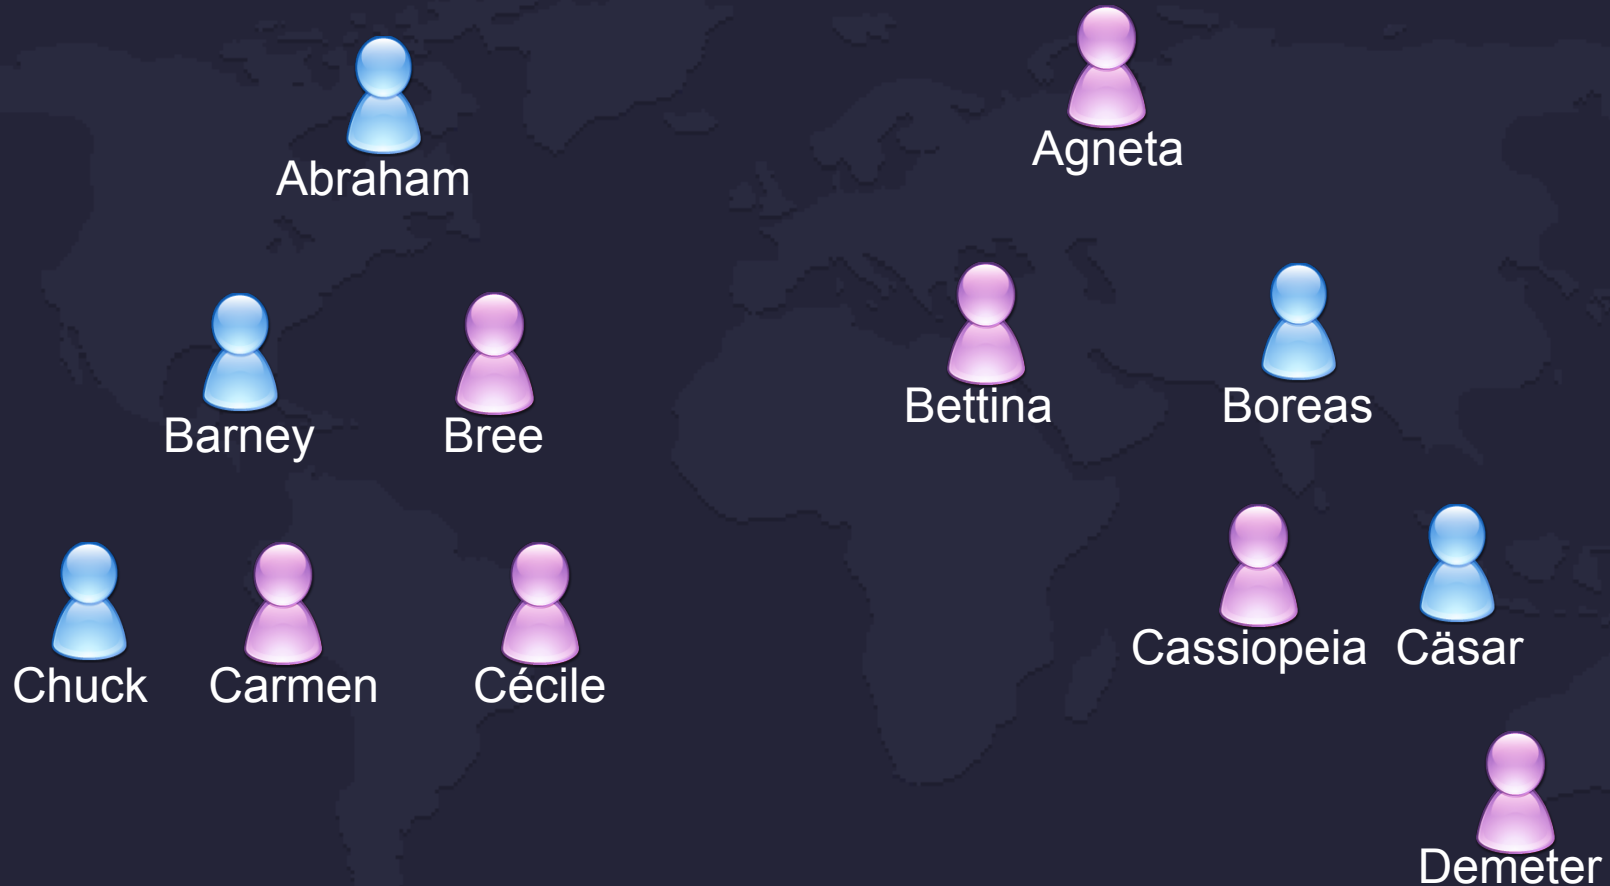 Agneta
Abraham
Bettina
Boreas
Barney
Bree
Cassiopeia
Cäsar
Chuck
Carmen
Cécile
Demeter